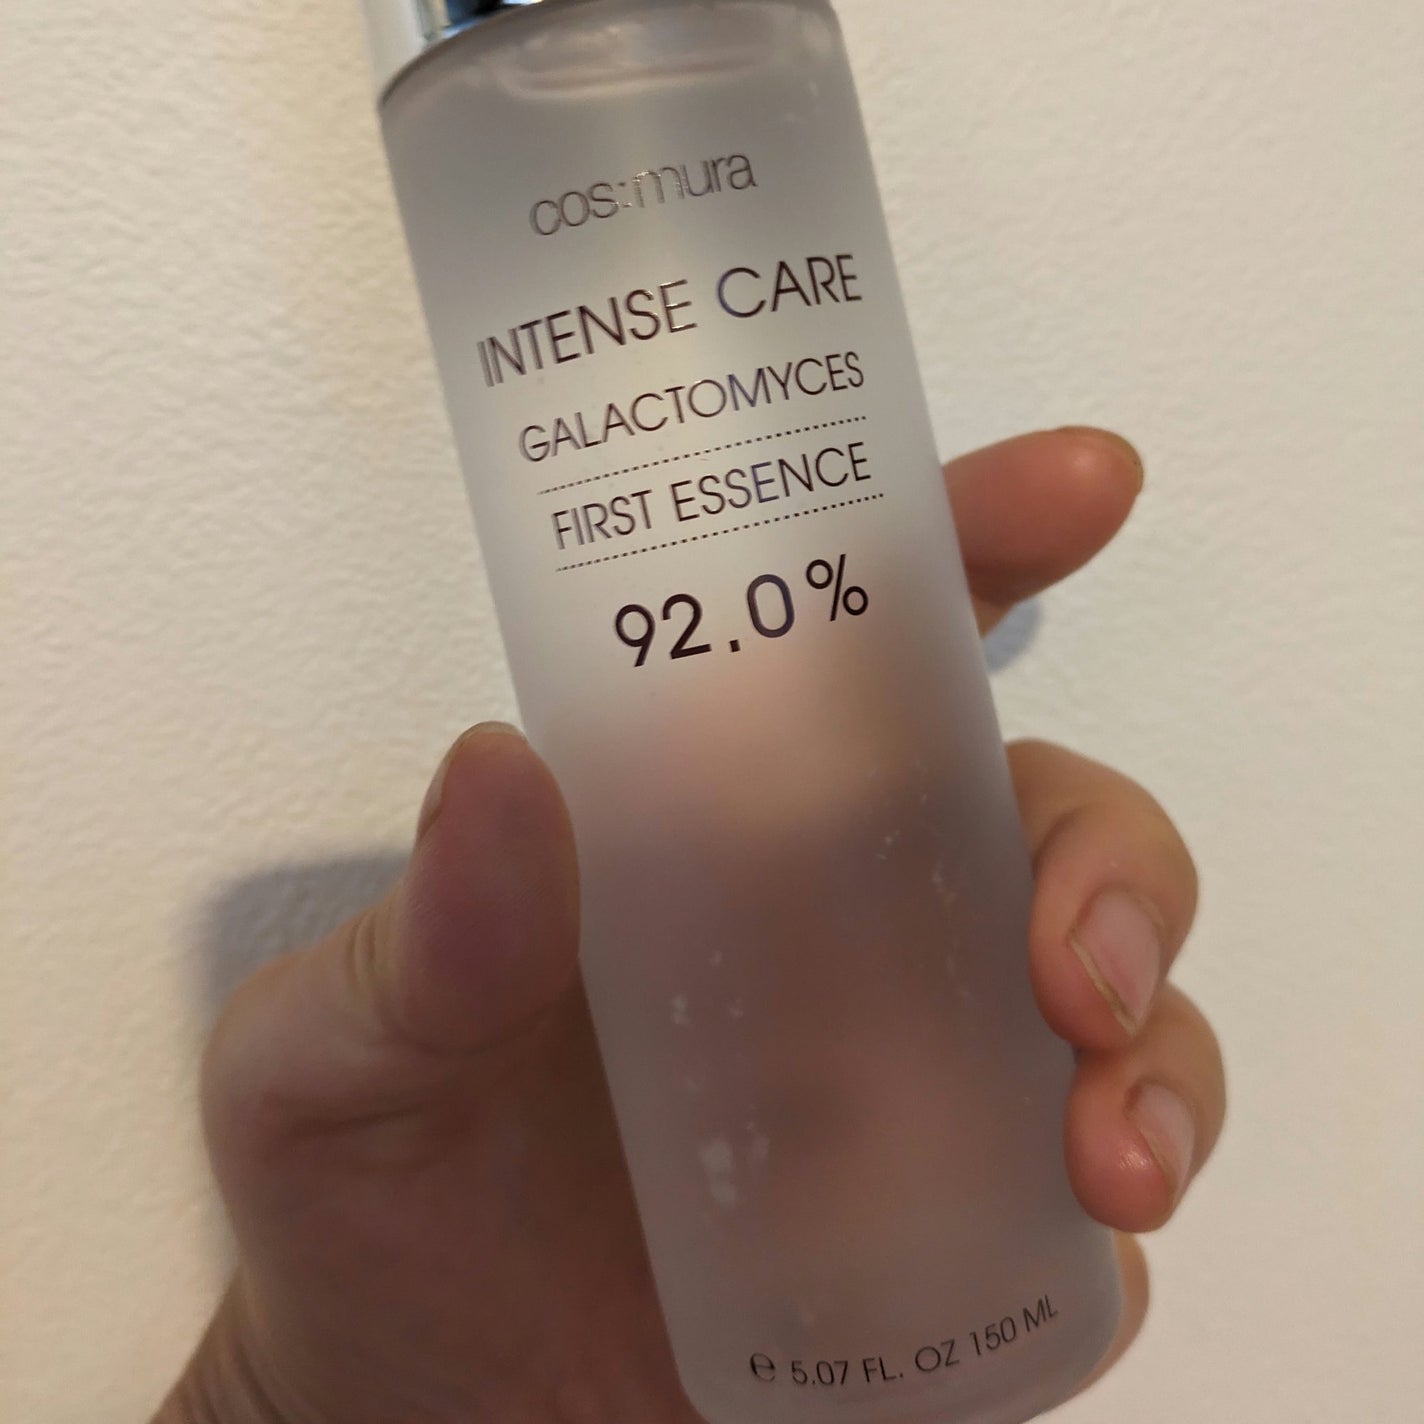 cos:mura
INTENSE CARE
GALACTOMYCES
FIRST ESSENCE
92.0%
℮ 5.07 FL. OZ 150 ML